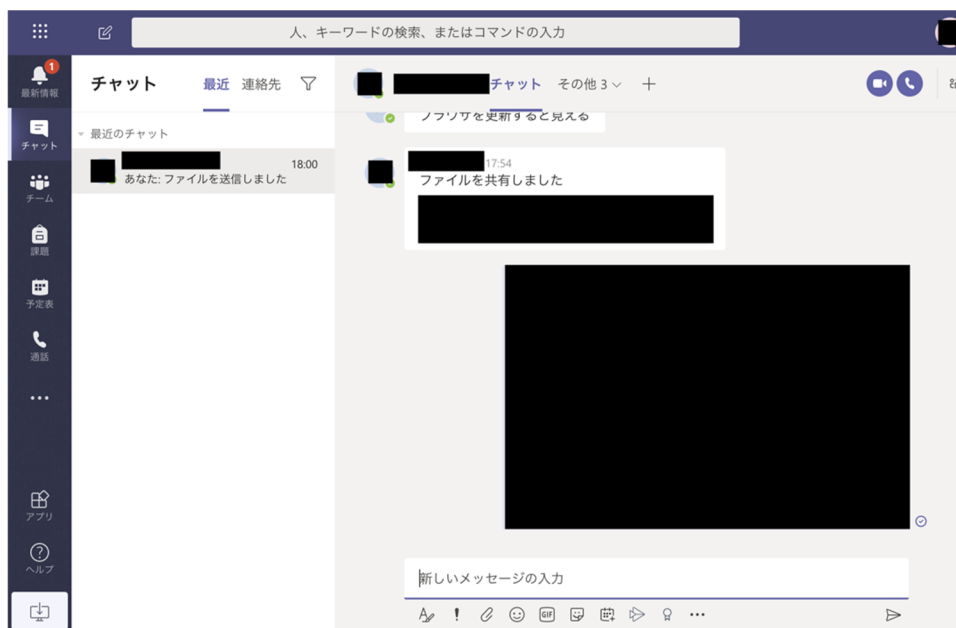 人、キーワードの検索、またはコマンドの入力
1
最新情報
チャット
チーム
課題
予定表
通話
アプリ
ヘルプ
チャット 最近 連絡先
最近のチャット
18:00
あなた: ファイルを送信しました
チャット その他 3
ブラウザを更新すると見える
17:54
ファイルを共有しました
新しいメッセージの入力
GIF